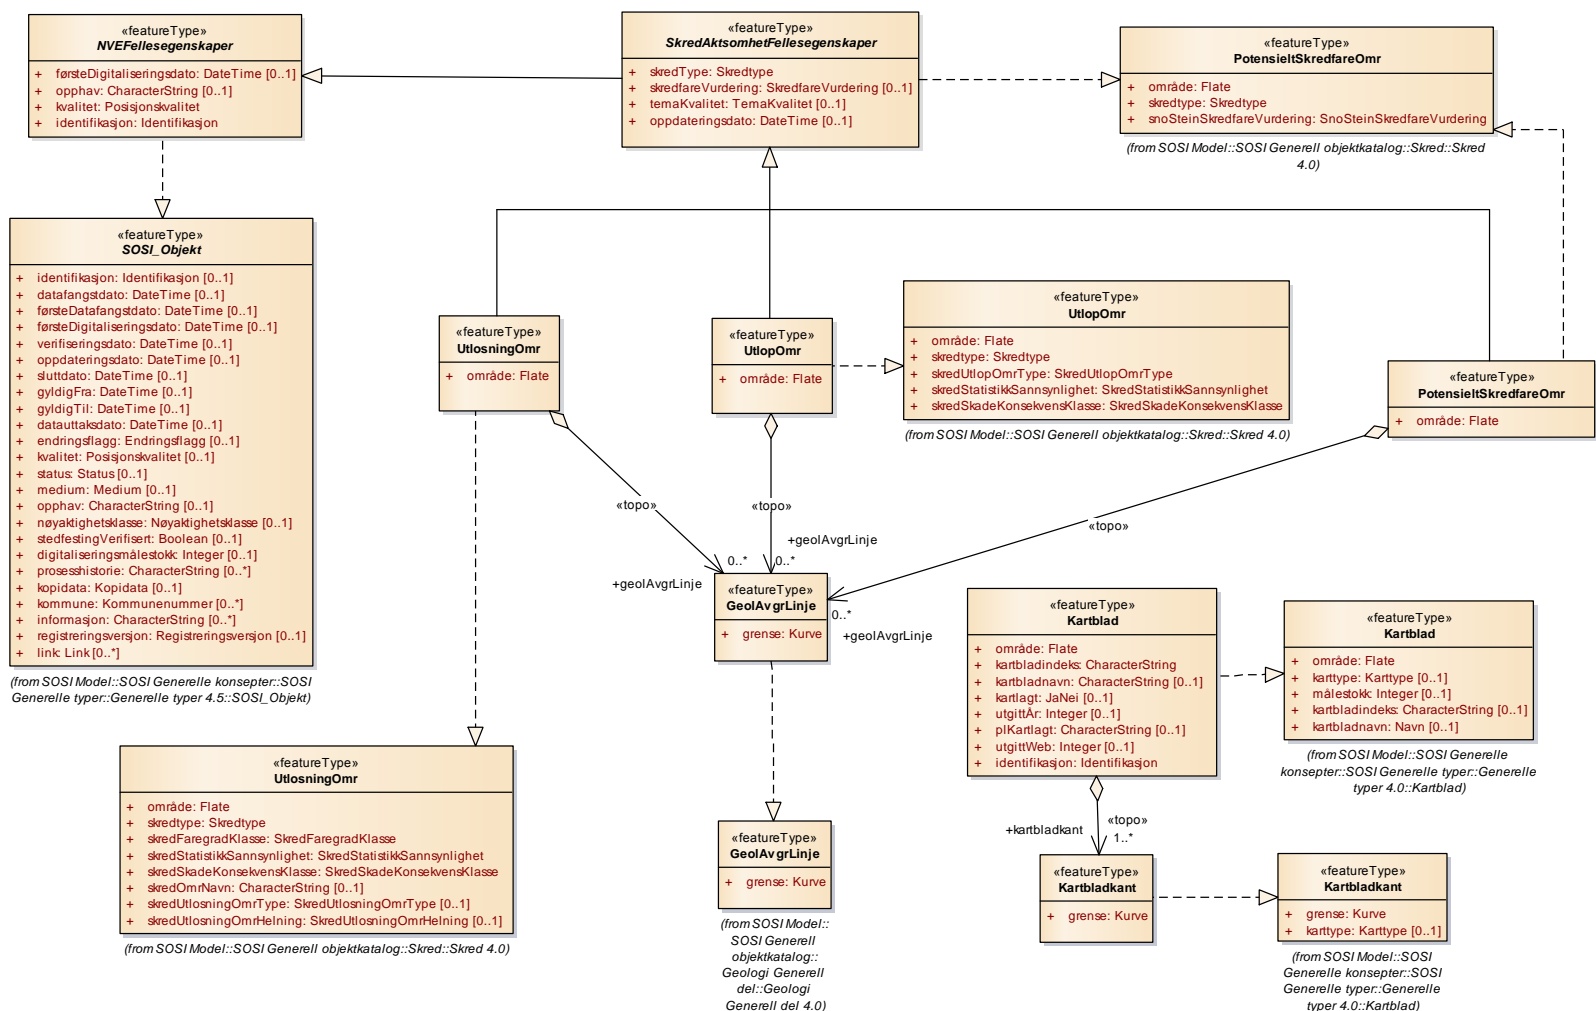 «featureType»
NVEFellesegenskaper
+ førsteDigitaliseringsdato: DateTime [0..1]
+ opphav: CharacterString [0..1]
+ kvalitet: Posisjonskvalitet
+ identifikasjon: Identifikasjon
«featureType»
SkredAktsomhetFellesegenskaper
+ skredType: Skredtype
+ skredfareVurdering: SkredfareVurdering [0..1]
+ temaKvalitet: TemaKvalitet [0..1]
+ oppdateringsdato: DateTime [0..1]
«featureType»
PotensieltSkredfareOmr
+ område: Flate
+ skredtype: Skredtype
+ snoSteinSkredfareVurdering: SnoSteinSkredfareVurdering
(from SOSI Model::SOSI Generell objektkatalog::Skred::Skred
4.0)
«featureType»
SOSI_Objekt
+ identifikasjon: Identifikasjon [0..1]
+ datafangstdato: DateTime [0..1]
+ førsteDatafangstdato: DateTime [0..1]
+ førsteDigitaliseringsdato: DateTime [0..1]
+ verifiseringsdato: DateTime [0..1]
+ oppdateringsdato: DateTime [0..1]
+ sluttdato: DateTime [0..1]
+ gyldigFra: DateTime [0..1]
+ gyldigTil: DateTime [0..1]
+ datauttaksdato: DateTime [0..1]
+ endringsflagg: Endringsflagg [0..1]
+ kvalitet: Posisjonskvalitet [0..1]
+ status: Status [0..1]
+ medium: Medium [0..1]
+ opphav: CharacterString [0..1]
+ nøyaktighetsklasse: Nøyaktighetsklasse [0..1]
+ stedfestingVerifisert: Boolean [0..1]
+ digitaliseringsmålestokk: Integer [0..1]
+ prosesshistorie: CharacterString [0..*]
+ kopidata: Kopidata [0..1]
+ kommune: Kommunenummer [0..*]
+ informasjon: CharacterString [0..*]
+ registreringsversjon: Registreringsversjon [0..1]
+ link: Link [0..*]
(from SOSI Model::SOSI Generelle konsepter::SOSI
Generelle typer::Generelle typer 4.5::SOSI_Objekt)
«featureType»
UtlosningOmr
+ område: Flate
«featureType»
UtlopOmr
+ område: Flate
«featureType»
UtlopOmr
+ område: Flate
+ skredtype: Skredtype
+ skredUtlopOmrType: SkredUtlopOmrType
+ skredStatistikkSannsynlighet: SkredStatistikkSannsynlighet
+ skredSkadeKonsekvensKlasse: SkredSkadeKonsekvensKlasse
(from SOSI Model::SOSI Generell objektkatalog::Skred::Skred 4.0)
«featureType»
PotensieltSkredfareOmr
+ område: Flate
«topo»
«topo»
«topo»
+geolAvgrLinje
0..*
0..*
+geolAvgrLinje
0..*
+geolAvgrLinje
«featureType»
GeolAvgrLinje
+ grense: Kurve
«featureType»
Kartblad
+ område: Flate
+ kartbladindeks: CharacterString
+ kartbladnavn: CharacterString [0..1]
+ kartlagt: JaNei [0..1]
+ utgittÅr: Integer [0..1]
+ plKartlagt: CharacterString [0..1]
+ utgittWeb: Integer [0..1]
+ identifikasjon: Identifikasjon
«featureType»
Kartblad
+ område: Flate
+ karttype: Karttype [0..1]
+ målestokk: Integer [0..1]
+ kartbladindeks: CharacterString [0..1]
+ kartbladnavn: Navn [0..1]
(from SOSI Model::SOSI Generelle
konsepter::SOSI Generelle typer::Generelle
typer 4.0::Kartblad)
«featureType»
UtlosningOmr
+ område: Flate
+ skredtype: Skredtype
+ skredFaregradKlasse: SkredFaregradKlasse
+ skredStatistikkSannsynlighet: SkredStatistikkSannsynlighet
+ skredSkadeKonsekvensKlasse: SkredSkadeKonsekvensKlasse
+ skredOmrNavn: CharacterString [0..1]
+ skredUtlosningOmrType: SkredUtlosningOmrType [0..1]
+ skredUtlosningOmrHelning: SkredUtlosningOmrHelning [0..1]
(from SOSI Model::SOSI Generell objektkatalog::Skred::Skred 4.0)
«featureType»
GeolAvgrLinje
+ grense: Kurve
(from SOSI Model::
SOSI Generell
objektkatalog::
Geologi Generell
del::Geologi
Generell del 4.0)
+kartbladkant
«topo»
1..*
«featureType»
Kartbladkant
+ grense: Kurve
«featureType»
Kartbladkant
+ grense: Kurve
+ karttype: Karttype [0..1]
(from SOSI Model::SOSI
Generelle konsepter::SOSI
Generelle typer::Generelle
typer 4.0::Kartblad)